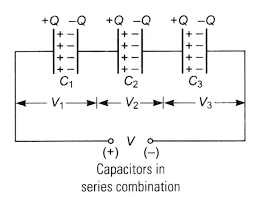 +Q −Q +Q −Q +Q −Q
+ − + − + −
+ − + − + −
+ − + − + −
+ − + − + −
C1 C2 C3
V1 V2 V3
(+) V (−)
Capacitors in
series combination